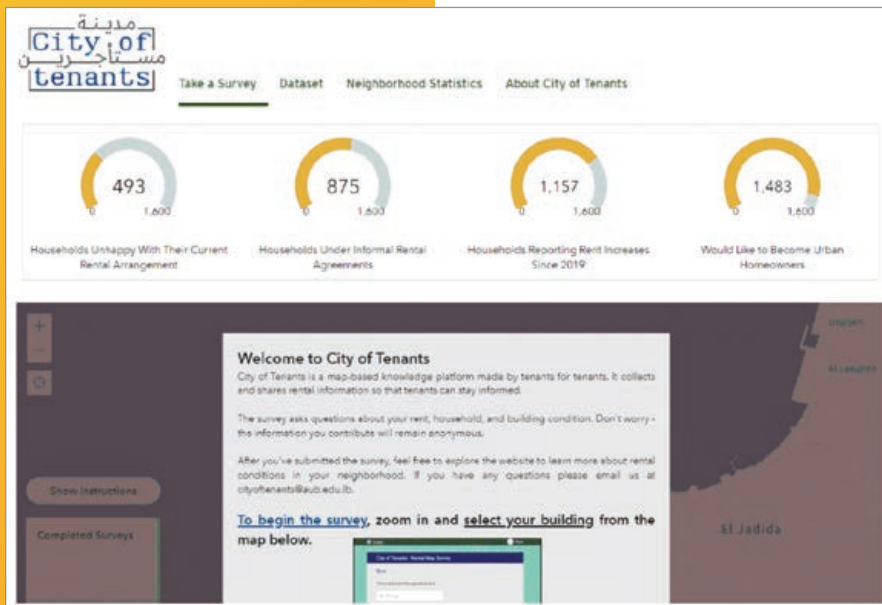 مدينة
City of
مستأجرين
tenants
Take a Survey Dataset Neighborhood Statistics About City of Tenants
493
0 1,600
Households Unhappy With Their Current
Rental Arrangement
875
0 1,600
Households Under Informal Rental
Agreements
1,157
0 1,600
Households Reporting Rent Increases
Since 2019
1,483
0 1,600
Would Like to Become Urban
Homeowners
+
−
Show Instructions
Completed Surveys
Welcome to City of Tenants
City of Tenants is a map-based knowledge platform made by tenants for tenants. It collects
and shares rental information so that tenants can stay informed.
The survey asks questions about your rent, household, and building condition. Don't worry -
the information you contribute will remain anonymous.
After you've submitted the survey, feel free to explore the website to learn more about rental
conditions in your neighborhood. If you have any questions please email us at
cityoftenants@aub.edu.lb.
To begin the survey, zoom in and select your building from the
map below.
City of Tenants - Rental Map Survey
El Jadida